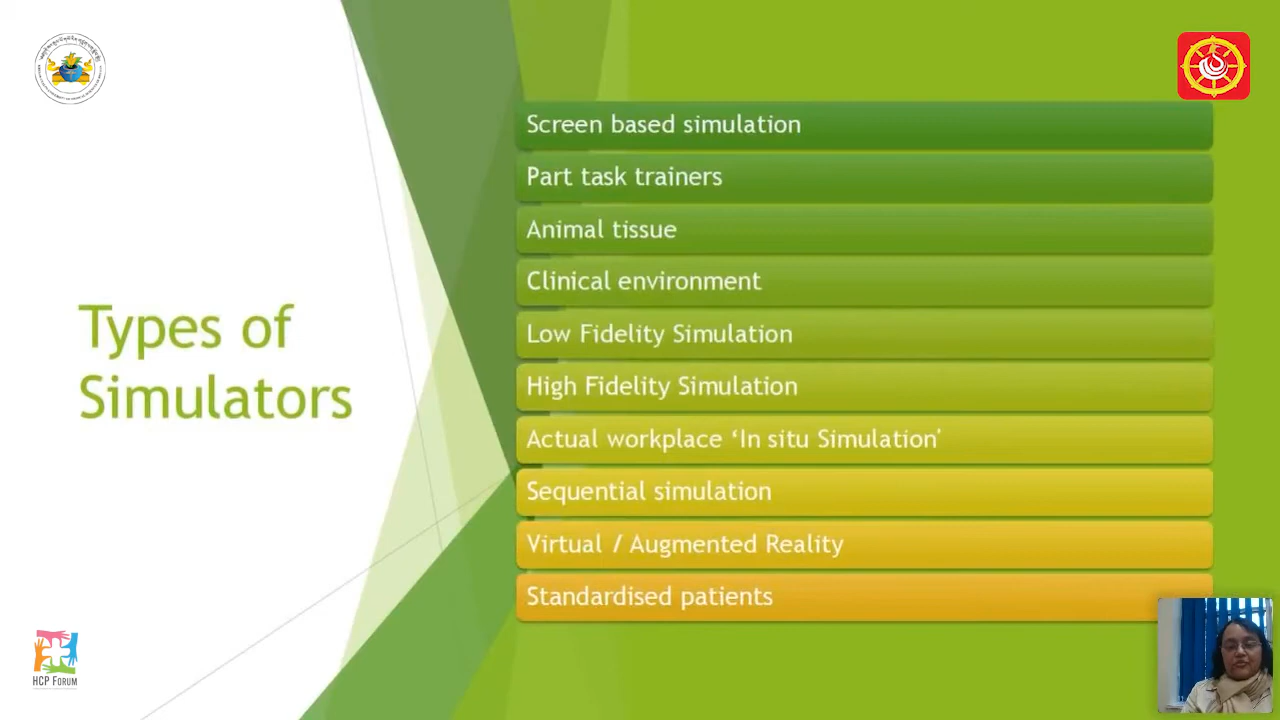 Types of
Simulators
Screen based simulation
Part task trainers
Animal tissue
Clinical environment
Low Fidelity Simulation
High Fidelity Simulation
Actual workplace ‘In situ Simulation'
Sequential simulation
Virtual / Augmented Reality
Standardised patients
HCP FORUM